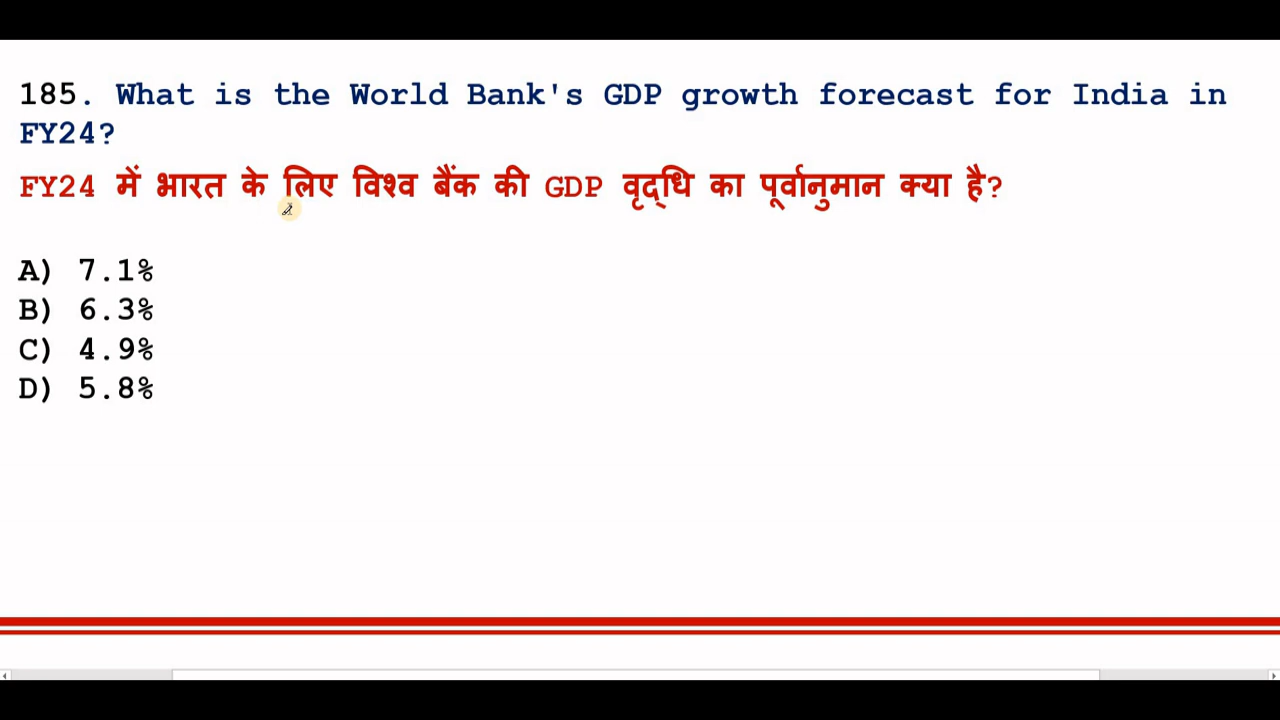 185. What is the World Bank's GDP growth forecast for India in
FY24?
FY24 में भारत के लिए विश्व बैंक की GDP वृद्धि का पूर्वानुमान क्या है?
A) 7.1%
B) 6.3%
C) 4.9%
D) 5.8%